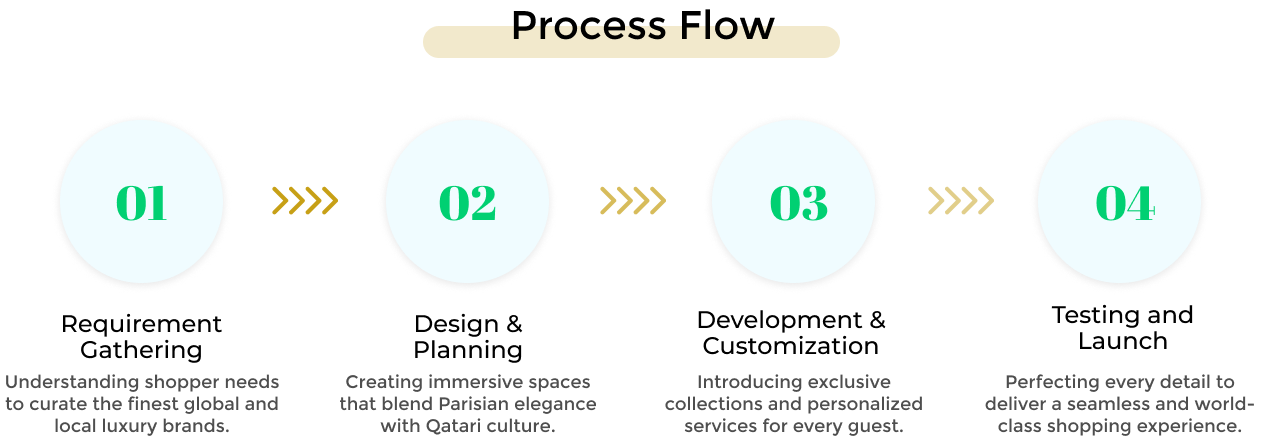 Process Flow
01
02
03
04
Requirement
Gathering
Understanding shopper needs
to curate the finest global and
local luxury brands.
Design &
Planning
Creating immersive spaces
that blend Parisian elegance
with Qatari culture.
Development &
Customization
Introducing exclusive
collections and personalized
services for every guest.
Testing and
Launch
Perfecting every detail to
deliver a seamless and world-
class shopping experience.